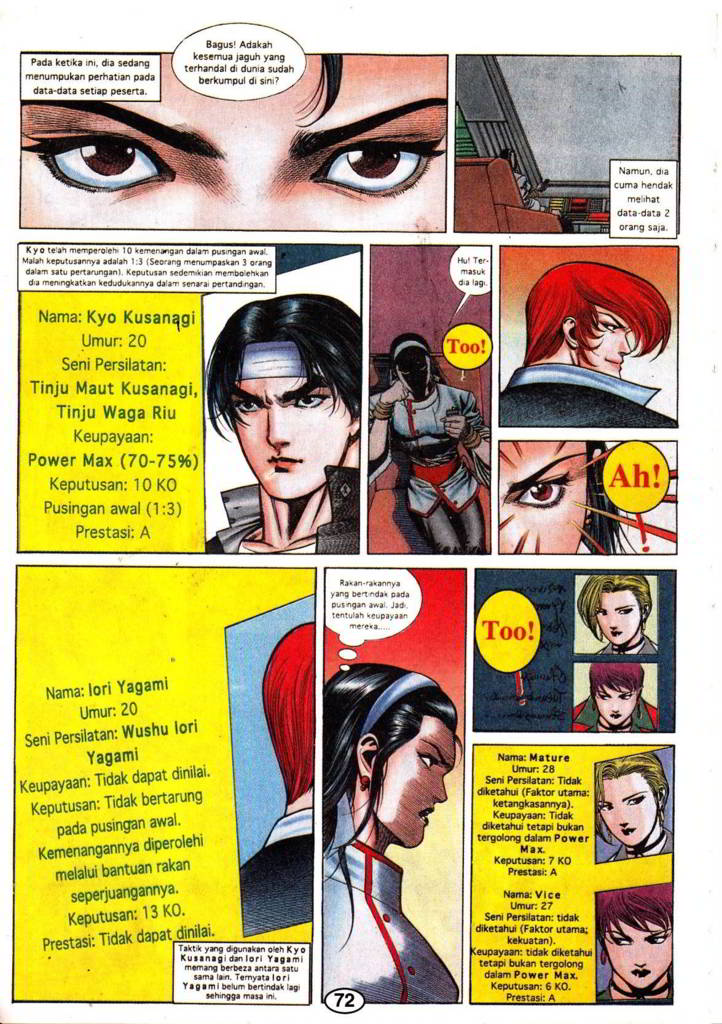 Pada ketika ini, dia sedang
menumpukan perhatian pada
data-data setiap peserta.
Bagus! Adakah
kesemua jaguh yang
terhandal di dunia sudah
berkumpul di sini?
Namun, dia
cuma hendak
melihat
data-data 2
orang saja.
Kyo telah memperolehi 10 kemenangan dalam pusingan awal.
Malah keputusannya adalah 1:3 (Seorang menumpaskan 3 orang
dalam satu pertarungan). Keputusan sedemikian membolehkan
dia meningkatkan kedudukannya dalam senarai pertandingan.
Nama: Kyo Kusanagi
Umur: 20
Seni Persilatan:
Tinju Maut Kusanagi,
Tinju Waga Riu
Keupayaan:
Power Max (70-75%)
Keputusan: 10 KO
Pusingan awal (1:3)
Prestasi: A
Hu! Ter-
masuk
dia lagi.
Too!
Ah!
Nama: Iori Yagami
Umur: 20
Seni Persilatan: Wushu Iori
Yagami
Keupayaan: Tidak dapat dinilai.
Keputusan: Tidak bertarung
pada pusingan awal.
Kemenangannya diperolehi
melalui bantuan rakan
seperjuangannya.
Keputusan: 13 KO.
Prestasi: Tidak dapat dinilai.
Taktik yang digunakan oleh Kyo
Kusanagi dan Iori Yagami
memang berbeza antara satu
sama lain. Ternyata Iori
Yagami belum bertindak lagi
sehingga masa ini.
Rakan-rakannya
yang bertindak pada
pusingan awal. Jadi,
tentulah keupayaan
mereka.....
Too!
Nama: Mature
Umur: 28
Seni Persilatan: Tidak
diketahui (Faktor utama:
ketangkasannya).
Keupayaan: Tidak
diketahui tetapi bukan
tergolong dalam Power
Max.
Keputusan: 7 KO
Prestasi: A
Nama: Vice
Umur: 27
Seni Persilatan: tidak
diketahui (Faktor utama;
kekuatan).
Keupayaan: tidak diketahui
tetapi bukan tergolong
dalam Power Max.
Keputusan: 6 KO.
Prestasi: A
72